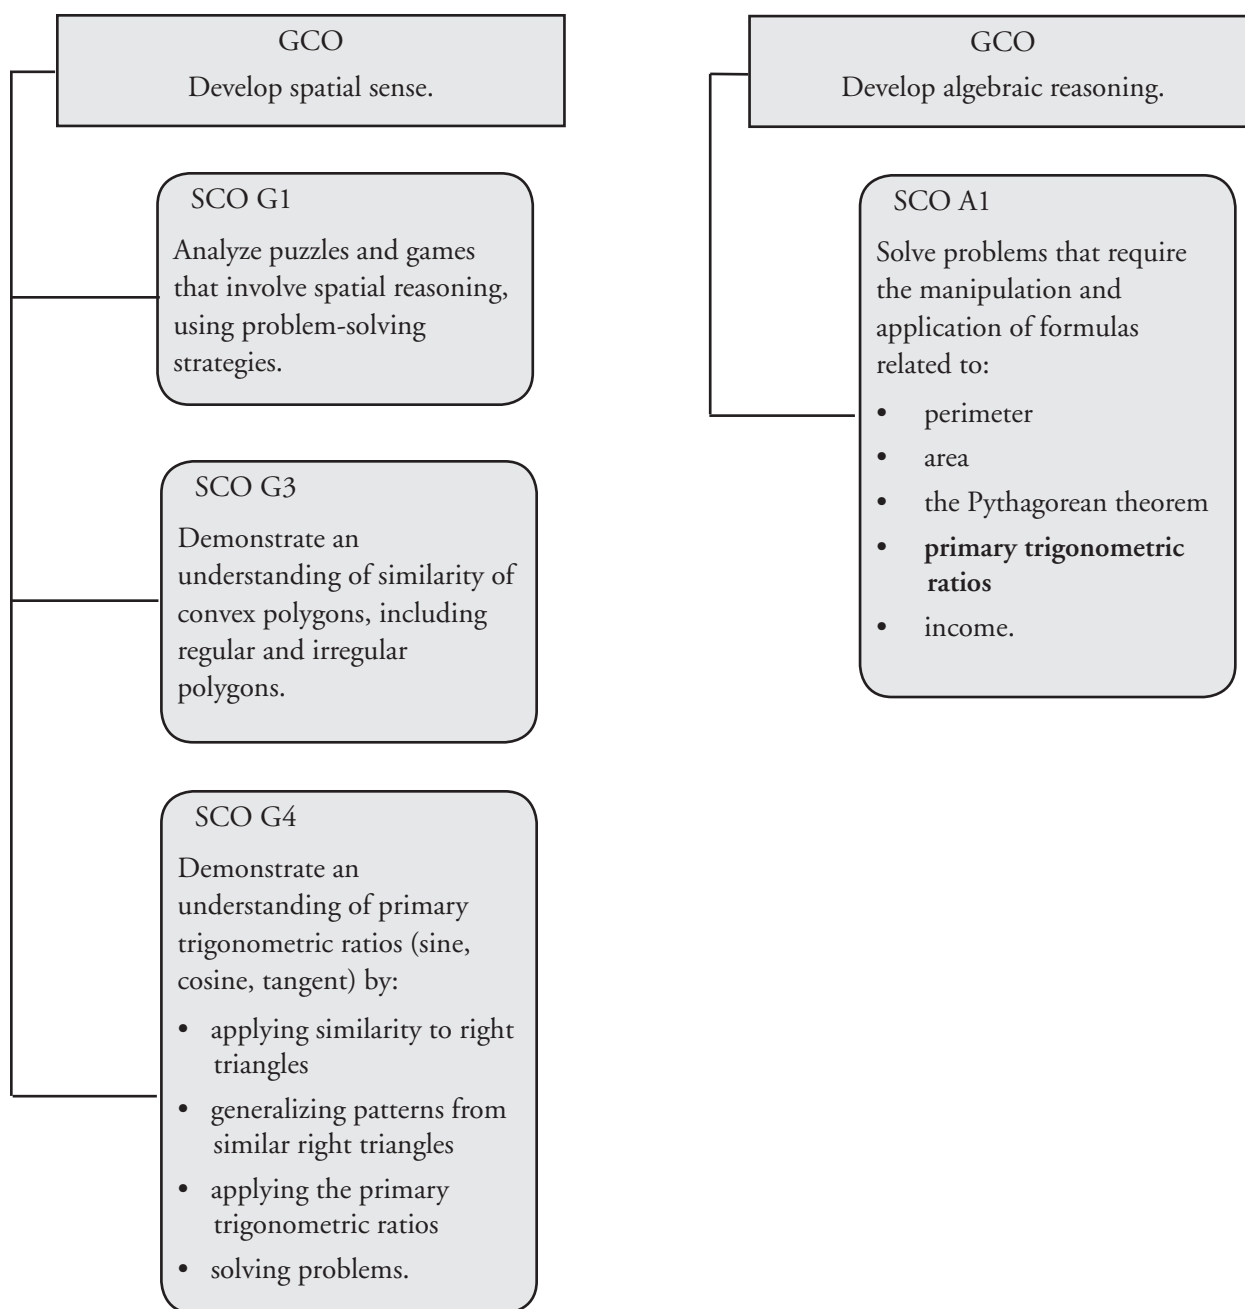 GCO
Develop spatial sense.
SCO G1
Analyze puzzles and games
that involve spatial reasoning,
using problem-solving
strategies.
SCO G3
Demonstrate an
understanding of similarity of
convex polygons, including
regular and irregular
polygons.
SCO G4
Demonstrate an
understanding of primary
trigonometric ratios (sine,
cosine, tangent) by:
• applying similarity to right
triangles
• generalizing patterns from
similar right triangles
• applying the primary
trigonometric ratios
• solving problems.
GCO
Develop algebraic reasoning.
SCO A1
Solve problems that require
the manipulation and
application of formulas
related to:
• perimeter
• area
• the Pythagorean theorem
• primary trigonometric
ratios
• income.